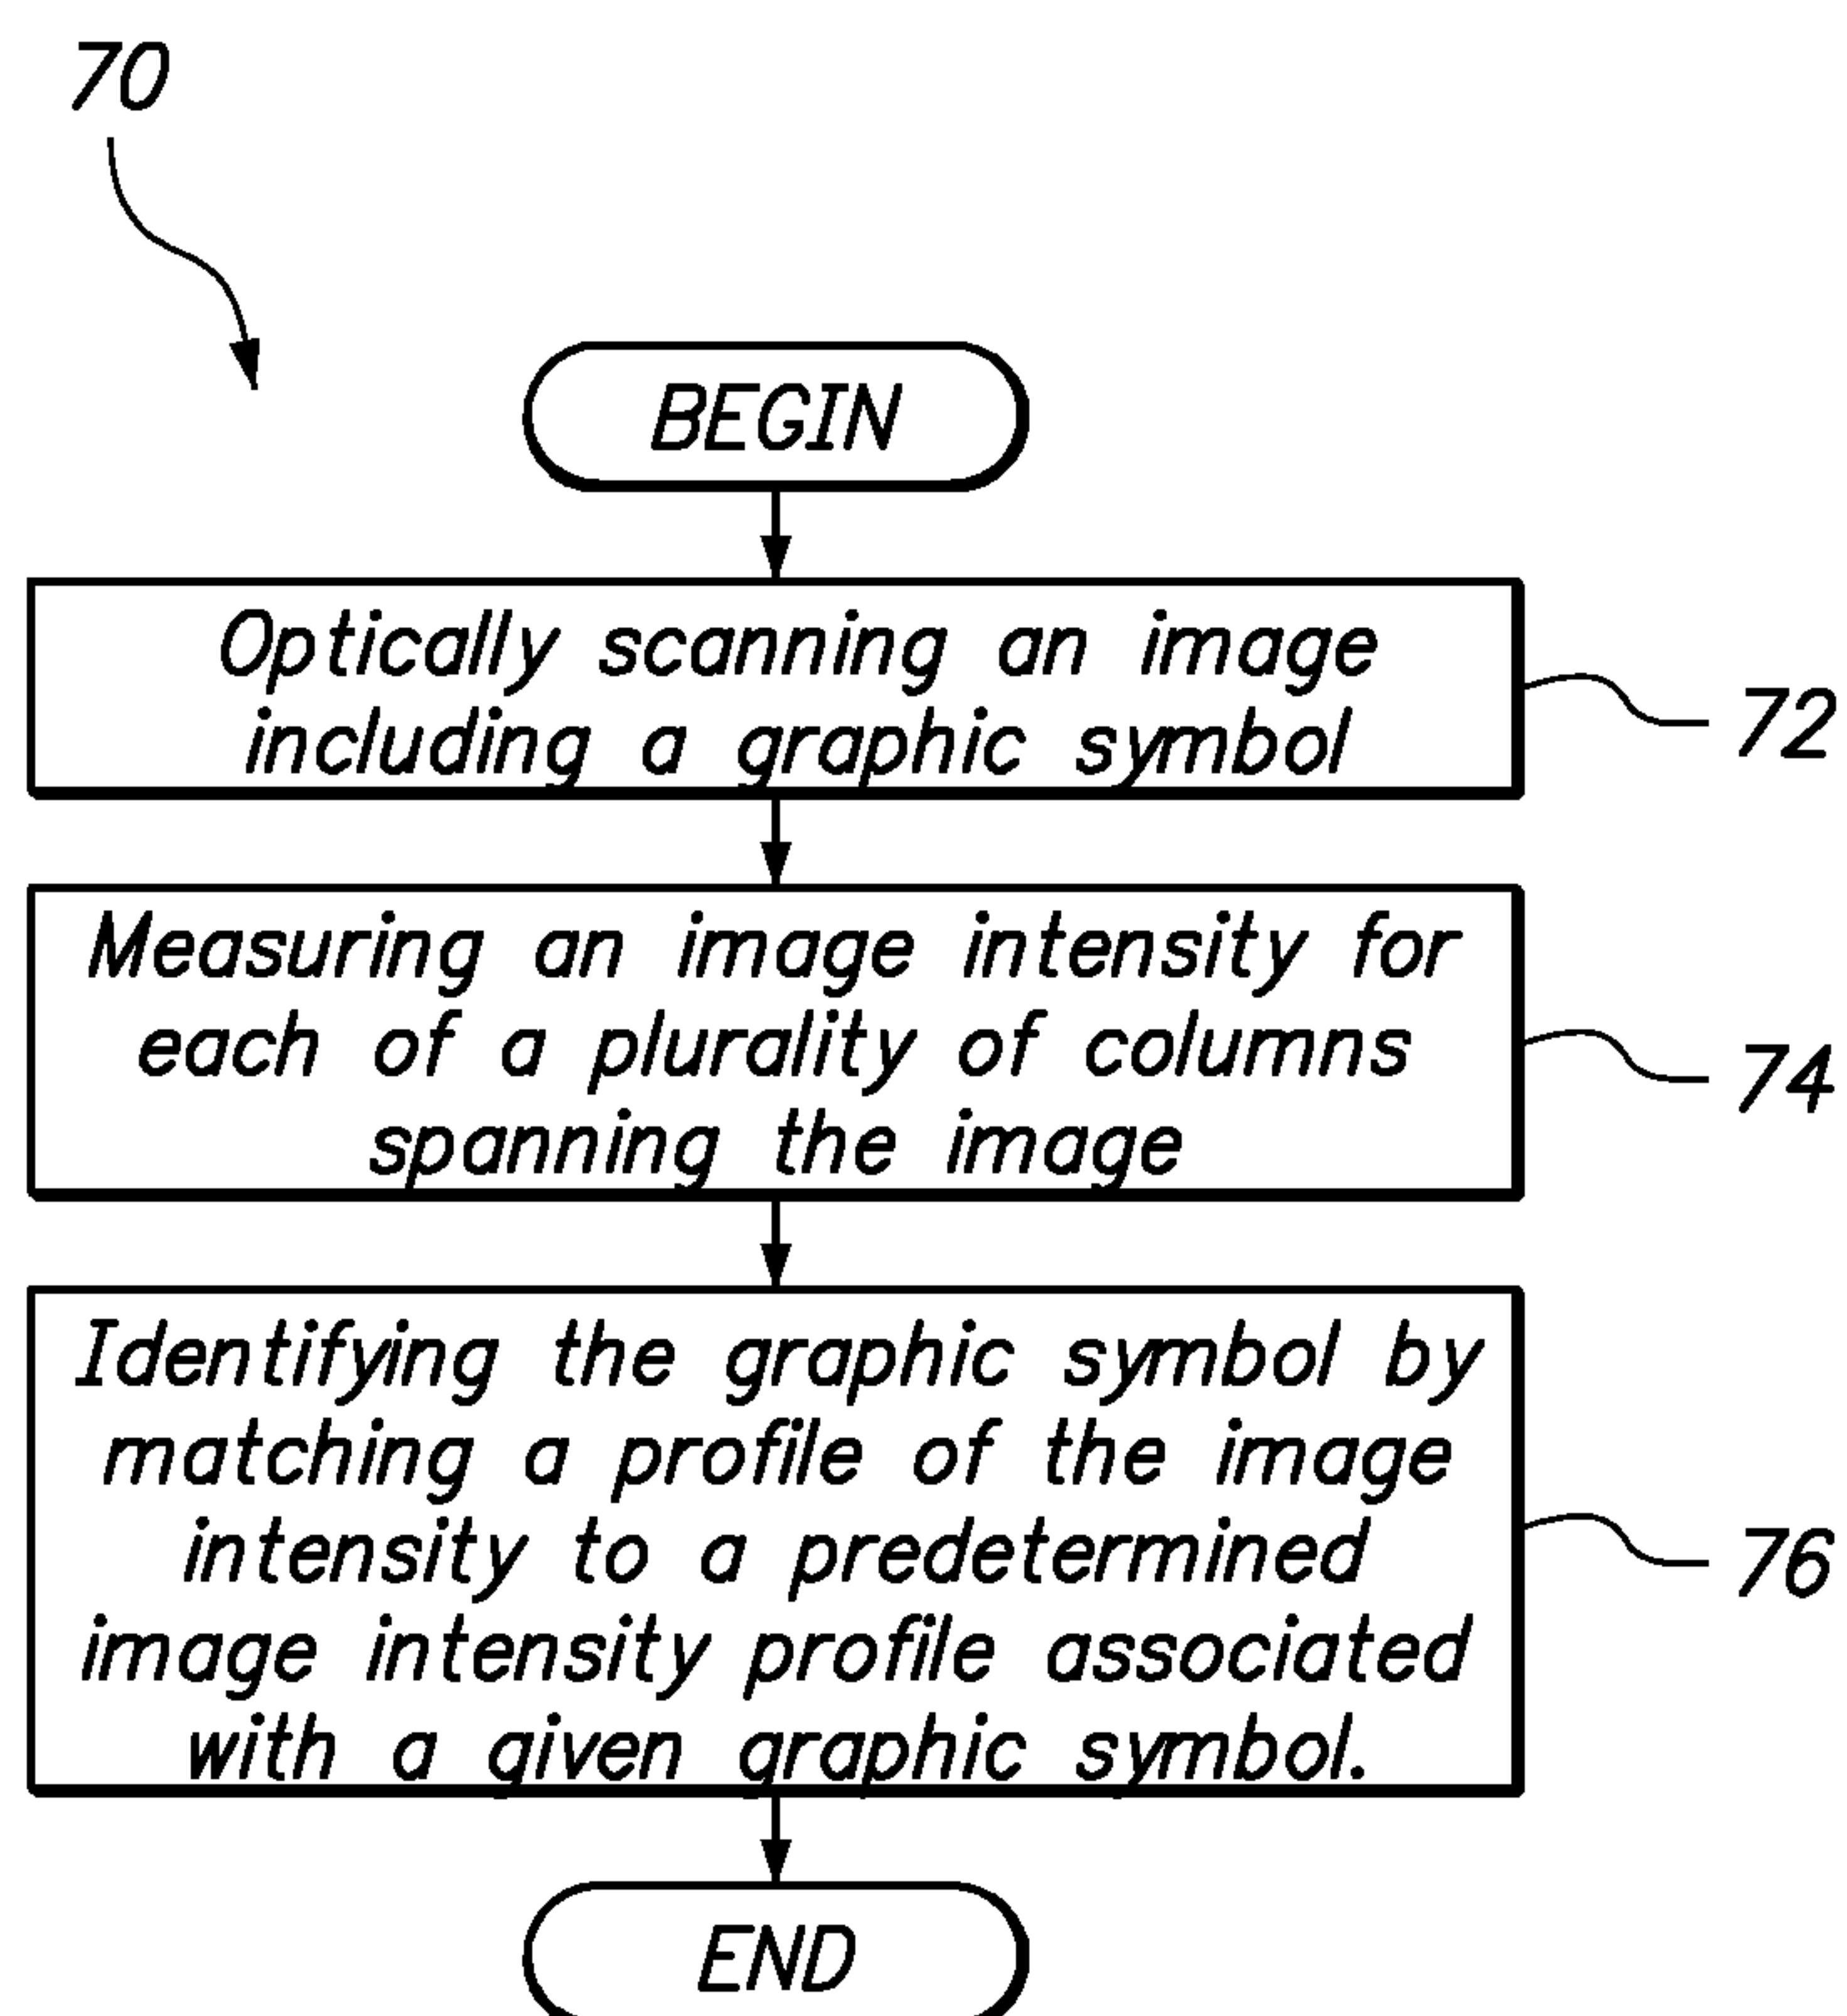 70
BEGIN
Optically scanning an image
including a graphic symbol
72
Measuring an image intensity for
each of a plurality of columns
spanning the image
74
Identifying the graphic symbol by
matching a profile of the image
intensity to a predetermined
image intensity profile associated
with a given graphic symbol.
76
END